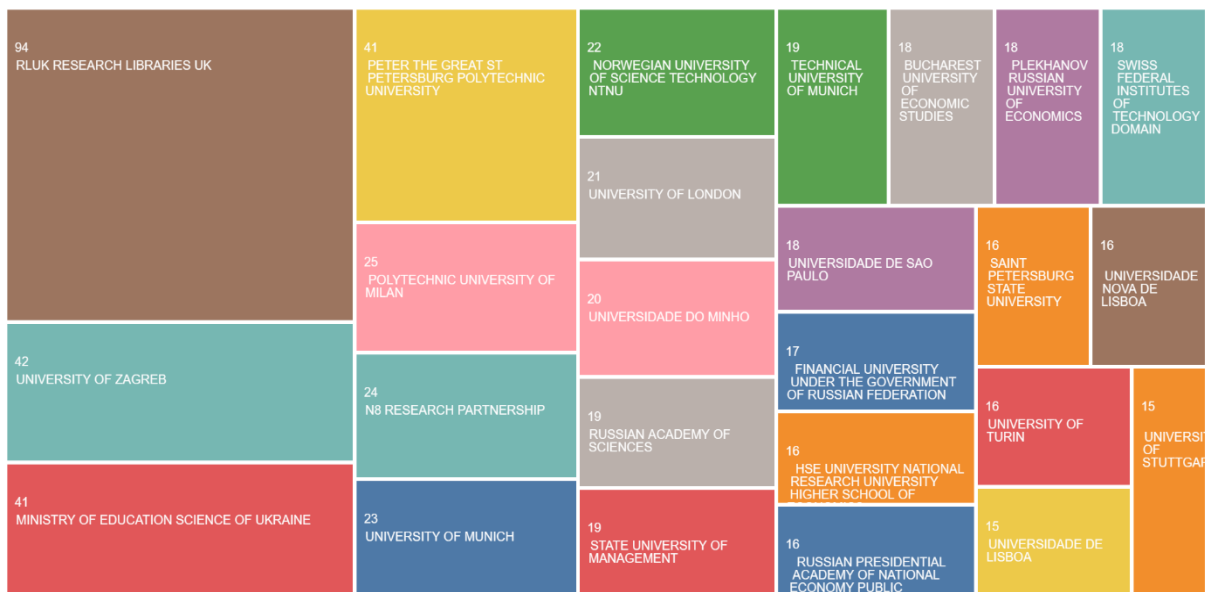 94
RLUK RESEARCH LIBRARIES UK
42
UNIVERSITY OF ZAGREB
41
MINISTRY OF EDUCATION SCIENCE OF UKRAINE
41
PETER THE GREAT ST
PETERSBURG POLYTECHNIC
UNIVERSITY
25
POLYTECHNIC UNIVERSITY OF
MILAN
24
N8 RESEARCH PARTNERSHIP
23
UNIVERSITY OF MUNICH
22
NORWEGIAN UNIVERSITY
OF SCIENCE TECHNOLOGY
NTNU
21
UNIVERSITY OF LONDON
20
UNIVERSIDADE DO MINHO
19
RUSSIAN ACADEMY OF
SCIENCES
19
STATE UNIVERSITY OF
MANAGEMENT
19
TECHNICAL
UNIVERSITY
OF MUNICH
18
BUCHAREST
UNIVERSITY
OF
ECONOMIC
STUDIES
18
PLEKHANOV
RUSSIAN
UNIVERSITY
OF
ECONOMICS
18
SWISS
FEDERAL
INSTITUTES
OF
TECHNOLOGY
DOMAIN
18
UNIVERSIDADE DE SAO
PAULO
17
FINANCIAL UNIVERSITY
UNDER THE GOVERNMENT
OF RUSSIAN FEDERATION
16
HSE UNIVERSITY NATIONAL
RESEARCH UNIVERSITY
HIGHER SCHOOL OF
16
RUSSIAN PRESIDENTIAL
ACADEMY OF NATIONAL
ECONOMY PUBLIC
16
SAINT
PETERSBURG
STATE
UNIVERSITY
16
UNIVERSIDADE
NOVA DE
LISBOA
16
UNIVERSITY OF
TURIN
15
UNIVERSIDADE DE
LISBOA
15
UNIVERSIT
OF
STUTTGAR